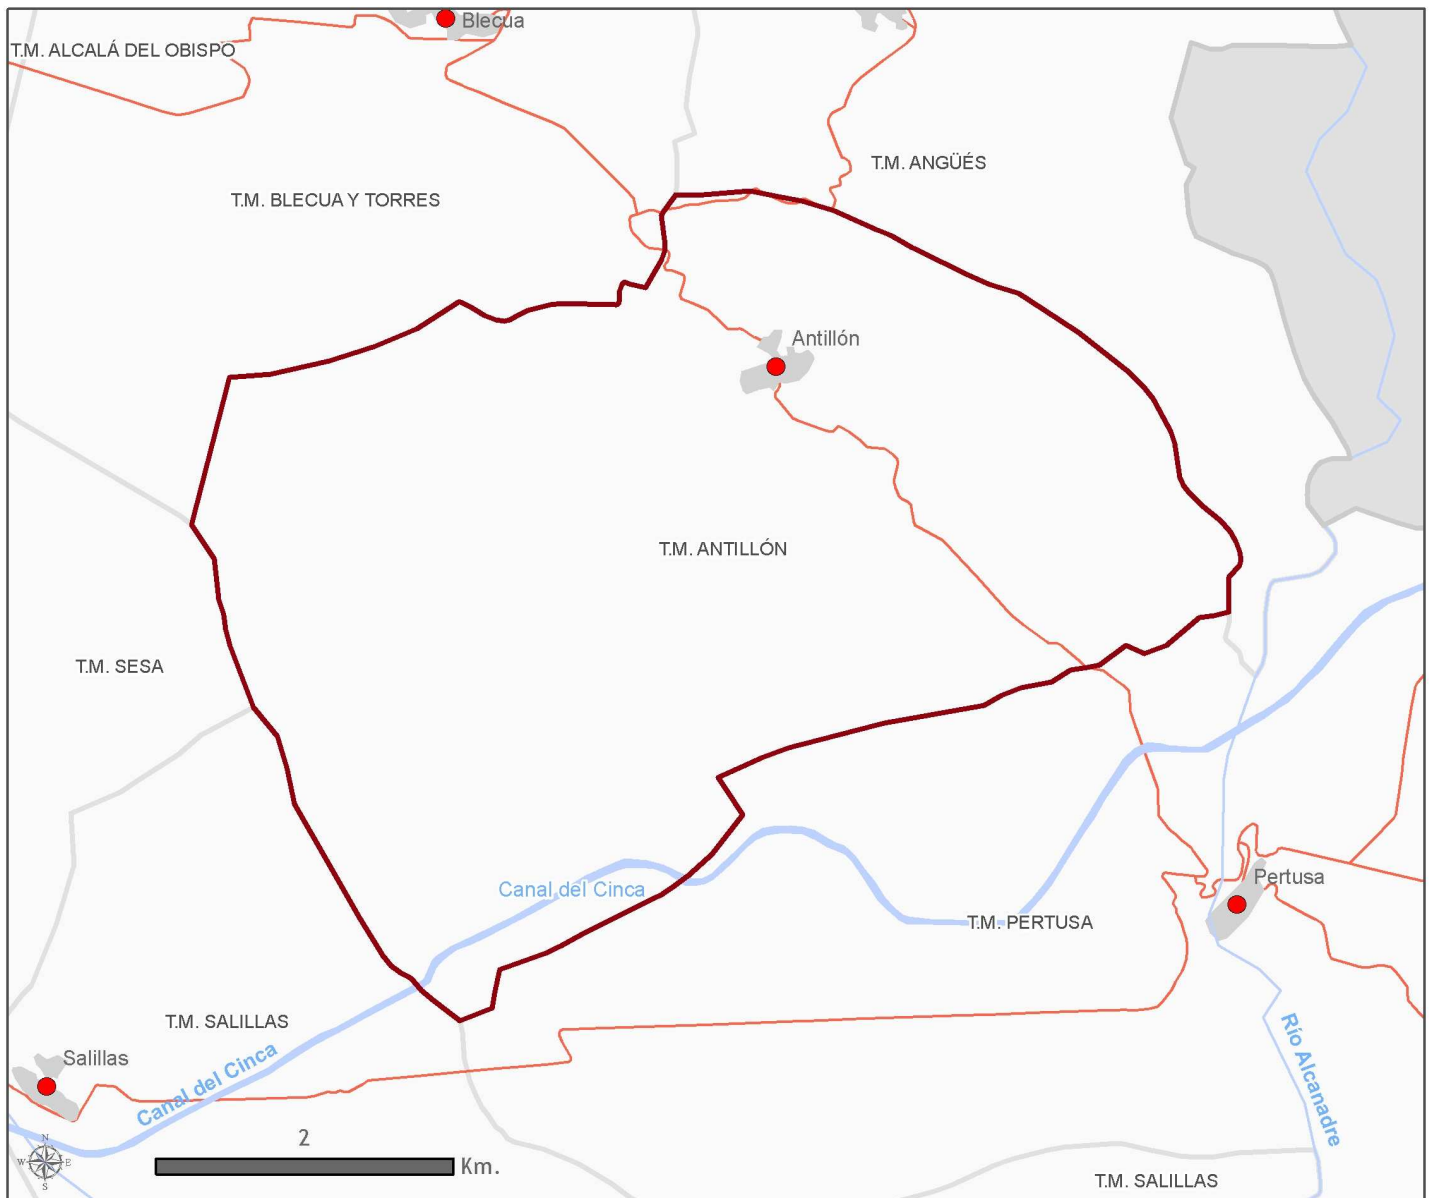 Blecua
T.M. ALCALÁ DEL OBISPO
T.M. ANGÜÉS
T.M. BLECUA Y TORRES
Antillón
T.M. ANTILLÓN
T.M. SESA
Pertusa
Canal del Cinca
T.M. PERTUSA
T.M. SALILLAS
Salillas
Canal del Cinca
Río Alcanadre
2
Km.
N
W
E
S
T.M. SALILLAS